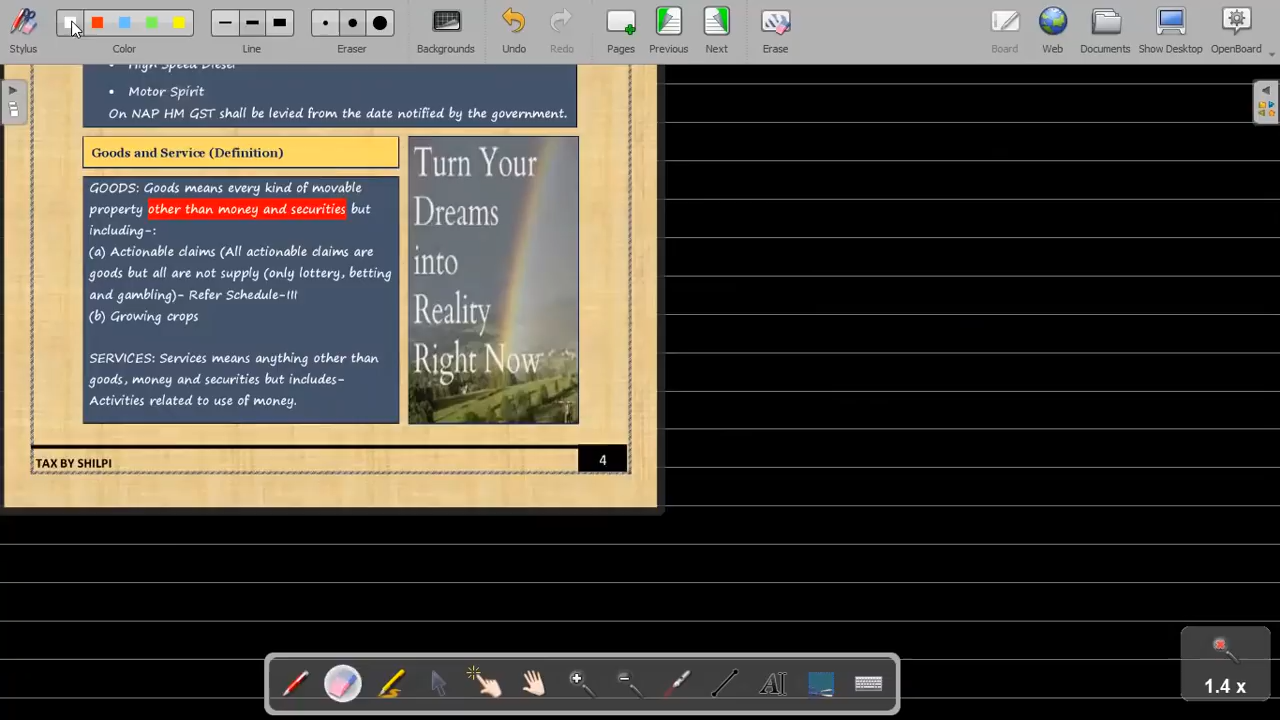 Stylus
Color
Line
Eraser
Backgrounds
Undo
Redo
Pages
Previous
Next
Erase
Board
Web
Documents
Show Desktop
OpenBoard
High Speed Diesel
• Motor Spirit
On NAP HM GST shall be levied from the date notified by the government.
Goods and Service (Definition)
GOODS: Goods means every kind of movable
property other than money and securities but
including-:
(a) Actionable claims (All actionable claims are
goods but all are not supply (only lottery, betting
and gambling)- Refer Schedule-III
(b) Growing crops
SERVICES: Services means anything other than
goods, money and securities but includes-
Activities related to use of money.
Turn Your
Dreams
into
Reality
Right Now
TAX BY SHILPI
4
AI
1.4 x